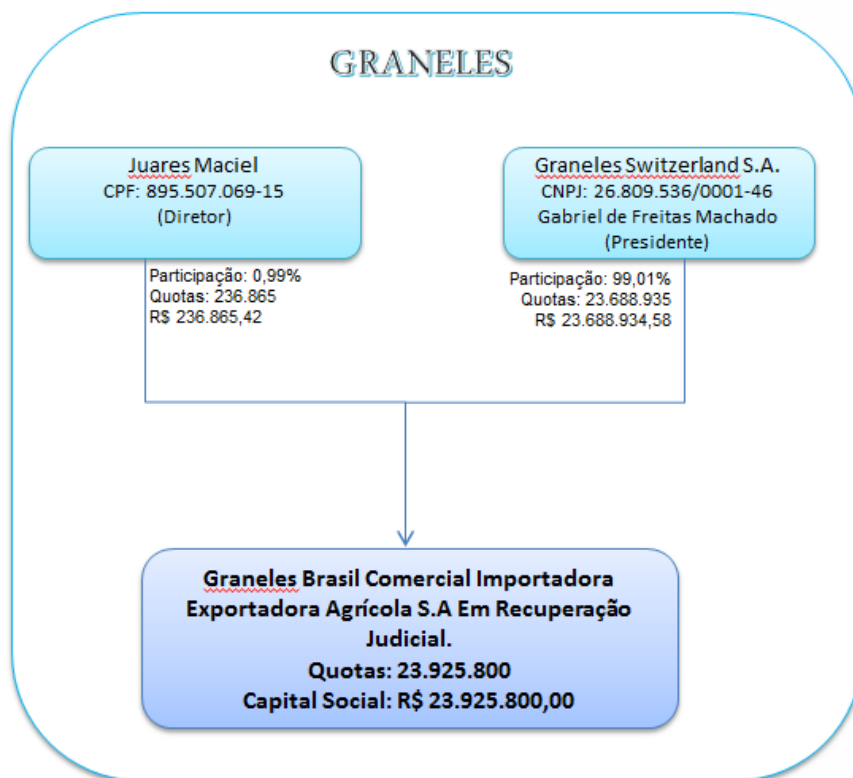 GRANELES
Juares Maciel
CPF: 895.507.069-15
(Diretor)
Graneles Switzerland S.A.
CNPJ: 26.809.536/0001-46
Gabriel de Freitas Machado
(Presidente)
Participação: 0,99%
Quotas: 236.865
R$ 236.865,42
Participação: 99,01%
Quotas: 23.688.935
R$ 23.688.934,58
Graneles Brasil Comercial Importadora
Exportadora Agrícola S.A Em Recuperação
Judicial.
Quotas: 23.925.800
Capital Social: R$ 23.925.800,00